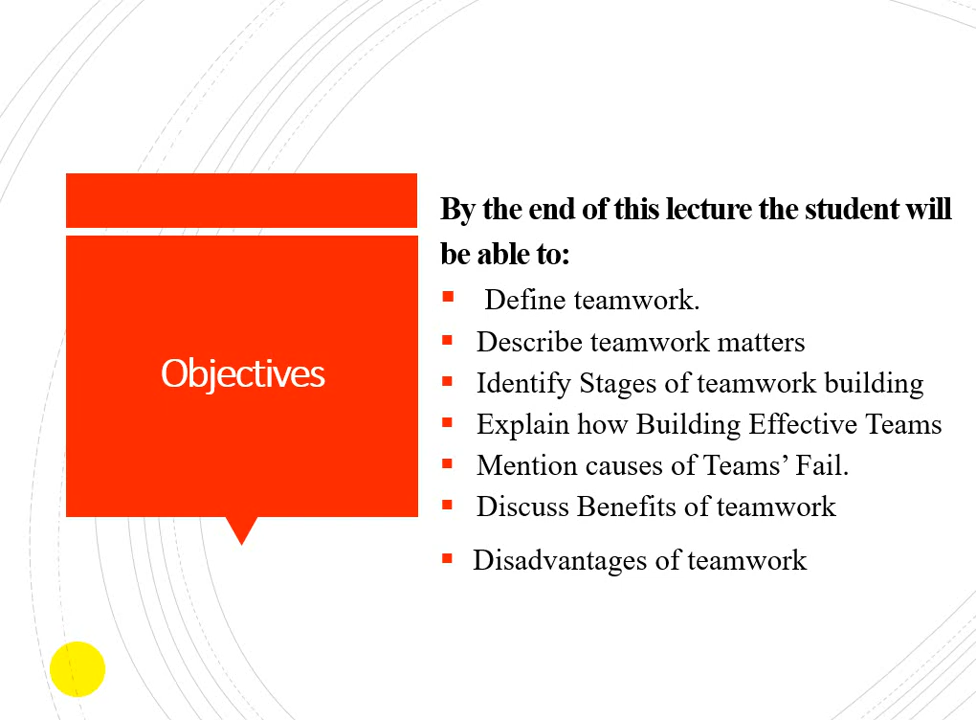 Objectives
By the end of this lecture the student will
be able to:
Define teamwork.
Describe teamwork matters
Identify Stages of teamwork building
Explain how Building Effective Teams
Mention causes of Teams’ Fail.
Discuss Benefits of teamwork
Disadvantages of teamwork